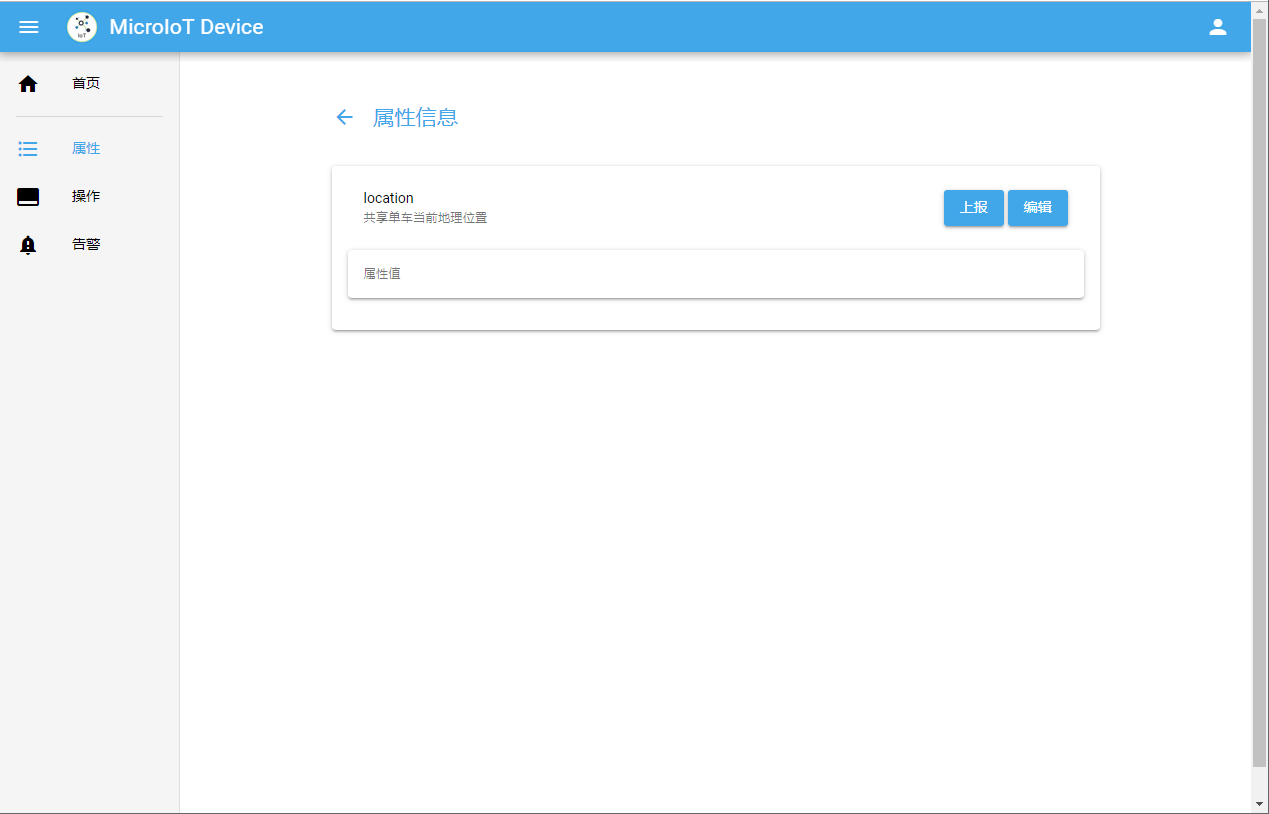 MicroIoT Device
首页
属性
操作
告警
属性信息
location
共享单车当前地理位置
上报
编辑
属性值